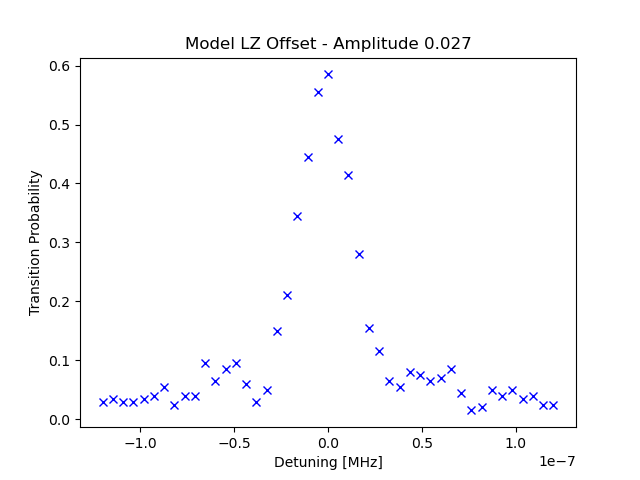 Model LZ Offset - Amplitude 0.027
Transition Probability
0.6
0.5
0.4
0.3
0.2
0.1
0.0
−1.0 −0.5 0.0 0.5 1.0
Detuning [MHz]
1e−7